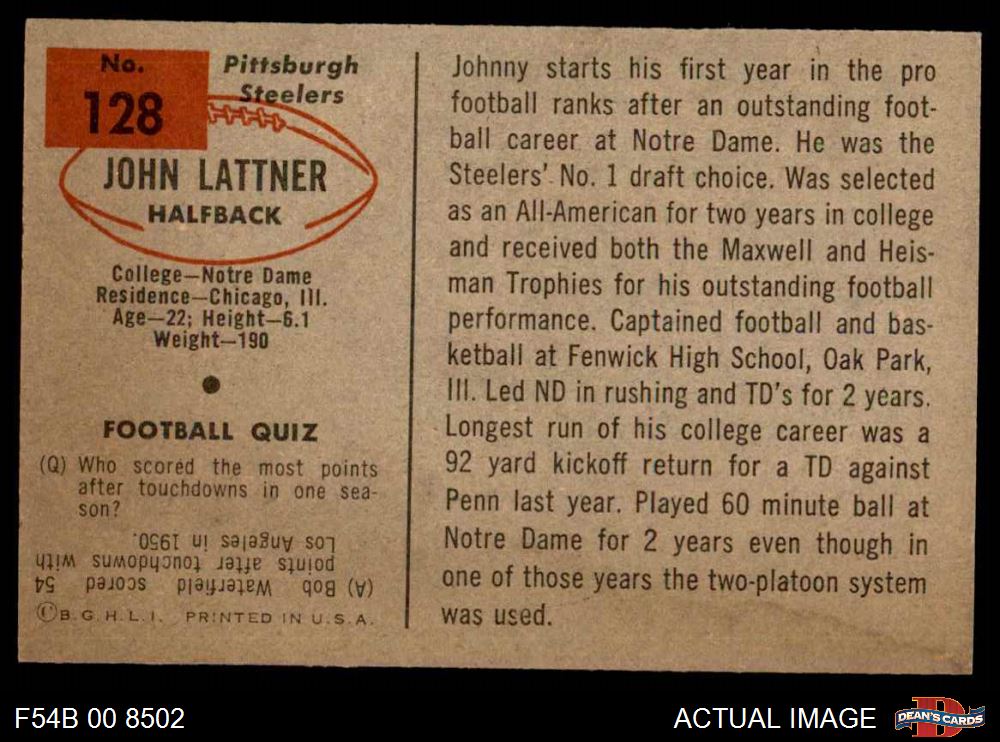 No.
128
Pittsburgh
Steelers
JOHN LATTNER
HALFBACK
College—Notre Dame
Residence—Chicago, Ill.
Age—22; Height—6.1
Weight—190
FOOTBALL QUIZ
(Q) Who scored the most points
after touchdowns in one sea-
son?
(A) Bob Waterfield scored 54
points after touchdowns with
Los Angeles in 1950.
©B.G.H.L.I. PRINTED IN U.S.A.
Johnny starts his first year in the pro
football ranks after an outstanding foot-
ball career at Notre Dame. He was the
Steelers' No. 1 draft choice. Was selected
as an All-American for two years in college
and received both the Maxwell and Heis-
man Trophies for his outstanding football
performance. Captained football and bas-
ketball at Fenwick High School, Oak Park,
Ill. Led ND in rushing and TD's for 2 years.
Longest run of his college career was a
92 yard kickoff return for a TD against
Penn last year. Played 60 minute ball at
Notre Dame for 2 years even though in
one of those years the two-platoon system
was used.
F54B 00 8502
ACTUAL IMAGE
D
DEAN'S CARDS